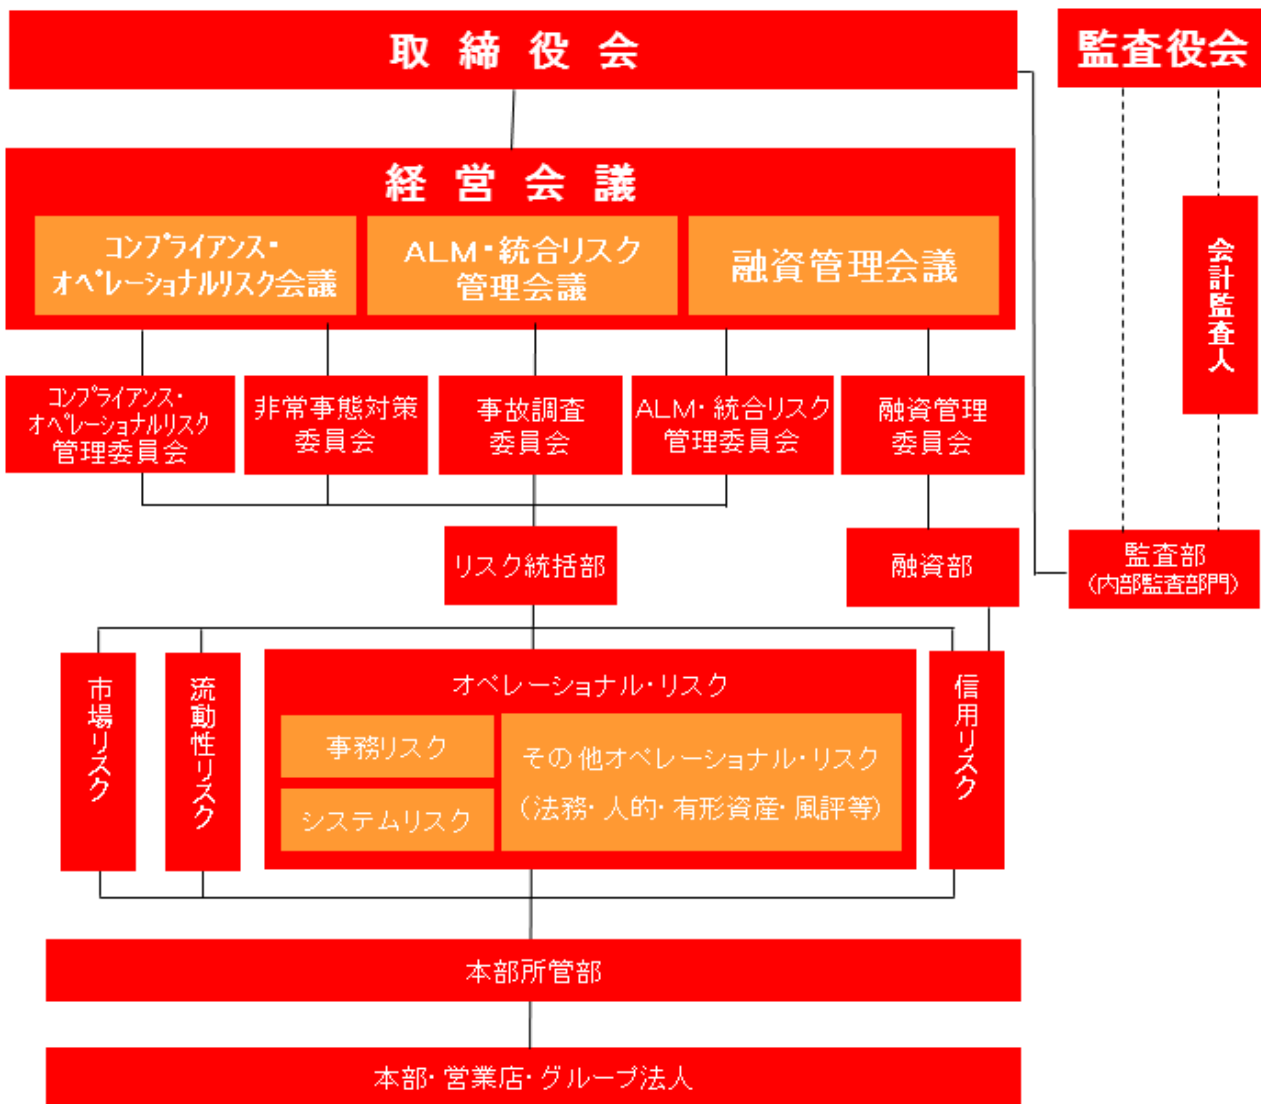 取締役会
監査役会
経営会議
コンプライアンス・
オペレーショナルリスク会議
ALM・統合リスク
管理会議
融資管理会議
会計監査人
コンプライアンス・
オペレーショナルリスク
管理委員会
非常事態対策
委員会
事故調査
委員会
ALM・統合リスク
管理委員会
融資管理
委員会
リスク統括部
融資部
監査部
(内部監査部門)
市場リスク
流動性リスク
オペレーショナル・リスク
事務リスク
システムリスク
その他オペレーショナル・リスク
(法務・人的・有形資産・風評等)
信用リスク
本部所管部
本部・営業店・グループ法人